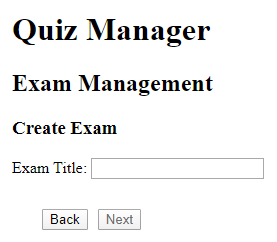 Quiz Manager
Exam Management
Create Exam
Exam Title:
Back Next